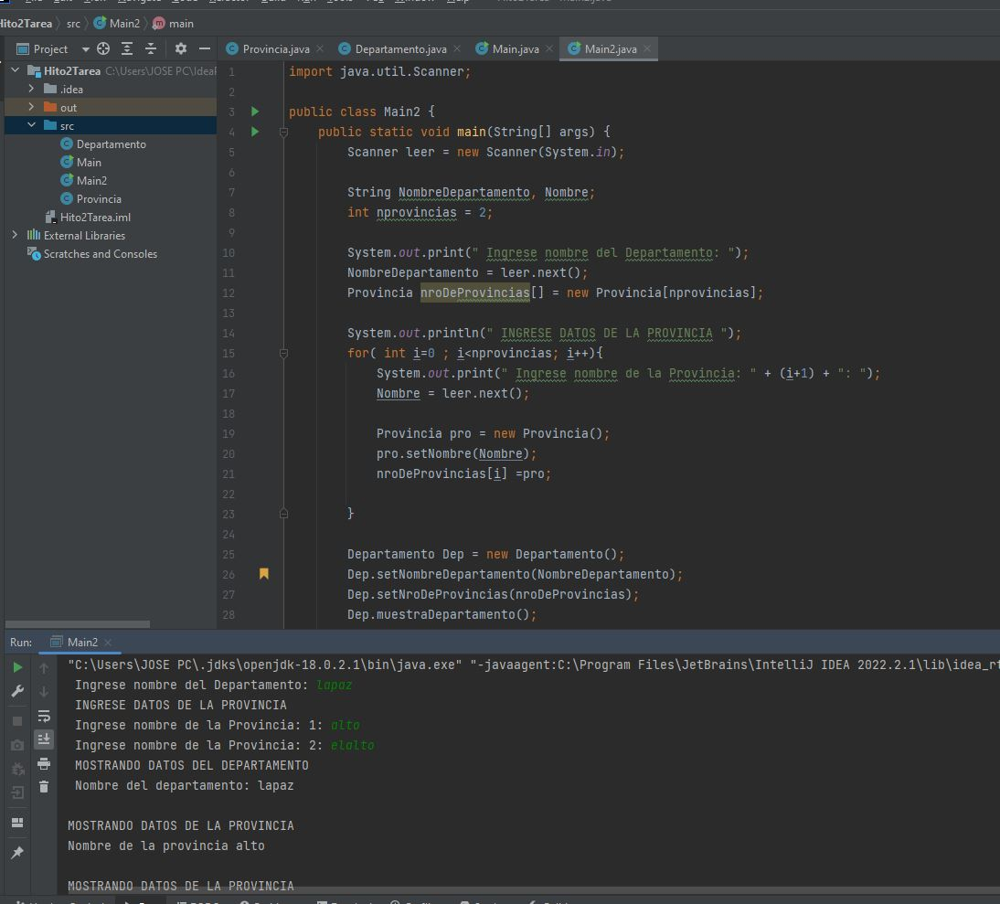 Hito2Tarea src Main2 main
Project
Provincia.java Departamento.java Main.java Main2.java
Hito2Tarea C:\Users\JOSE PC\IdeaP
.idea
out
src
Departamento
Main
Main2
Provincia
Hito2Tarea.iml
External Libraries
Scratches and Consoles
1 import java.util.Scanner;
2
3 public class Main2 {
4 public static void main(String[] args) {
5 Scanner leer = new Scanner(System.in);
6
7 String NombreDepartamento, Nombre;
8 int nprovincias = 2;
9
10 System.out.print(" Ingrese nombre del Departamento: ");
11 NombreDepartamento = leer.next();
12 Provincia nroDeProvincias[] = new Provincia[nprovincias];
13
14 System.out.println(" INGRESE DATOS DE LA PROVINCIA ");
15 for( int i=0 ; i<nprovincias; i++){
16 System.out.print(" Ingrese nombre de la Provincia: " + (i+1) + ": ");
17 Nombre = leer.next();
18
19 Provincia pro = new Provincia();
20 pro.setNombre(Nombre);
21 nroDeProvincias[i] =pro;
22
23 }
24
25 Departamento Dep = new Departamento();
26 Dep.setNombreDepartamento(NombreDepartamento);
27 Dep.setNroDeProvincias(nroDeProvincias);
28 Dep.muestraDepartamento();
Run: Main2
"C:\Users\JOSE PC\.jdks\openjdk-18.0.2.1\bin\java.exe" "-javaagent:C:\Program Files\JetBrains\IntelliJ IDEA 2022.2.1\lib\idea_rt
Ingrese nombre del Departamento: lapaz
INGRESE DATOS DE LA PROVINCIA
Ingrese nombre de la Provincia: 1: alto
Ingrese nombre de la Provincia: 2: elalto
MOSTRANDO DATOS DEL DEPARTAMENTO
Nombre del departamento: lapaz
MOSTRANDO DATOS DE LA PROVINCIA
Nombre de la provincia alto
MOSTRANDO DATOS DE LA PROVINCIA